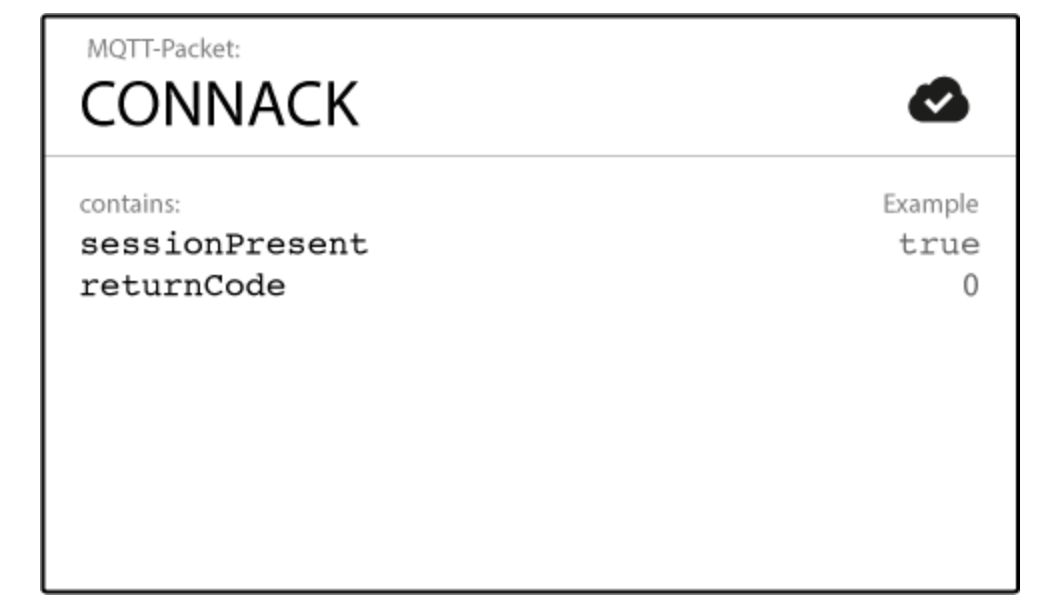 MQTT-Packet:
CONNACK
contains: Example
sessionPresent true
returnCode 0